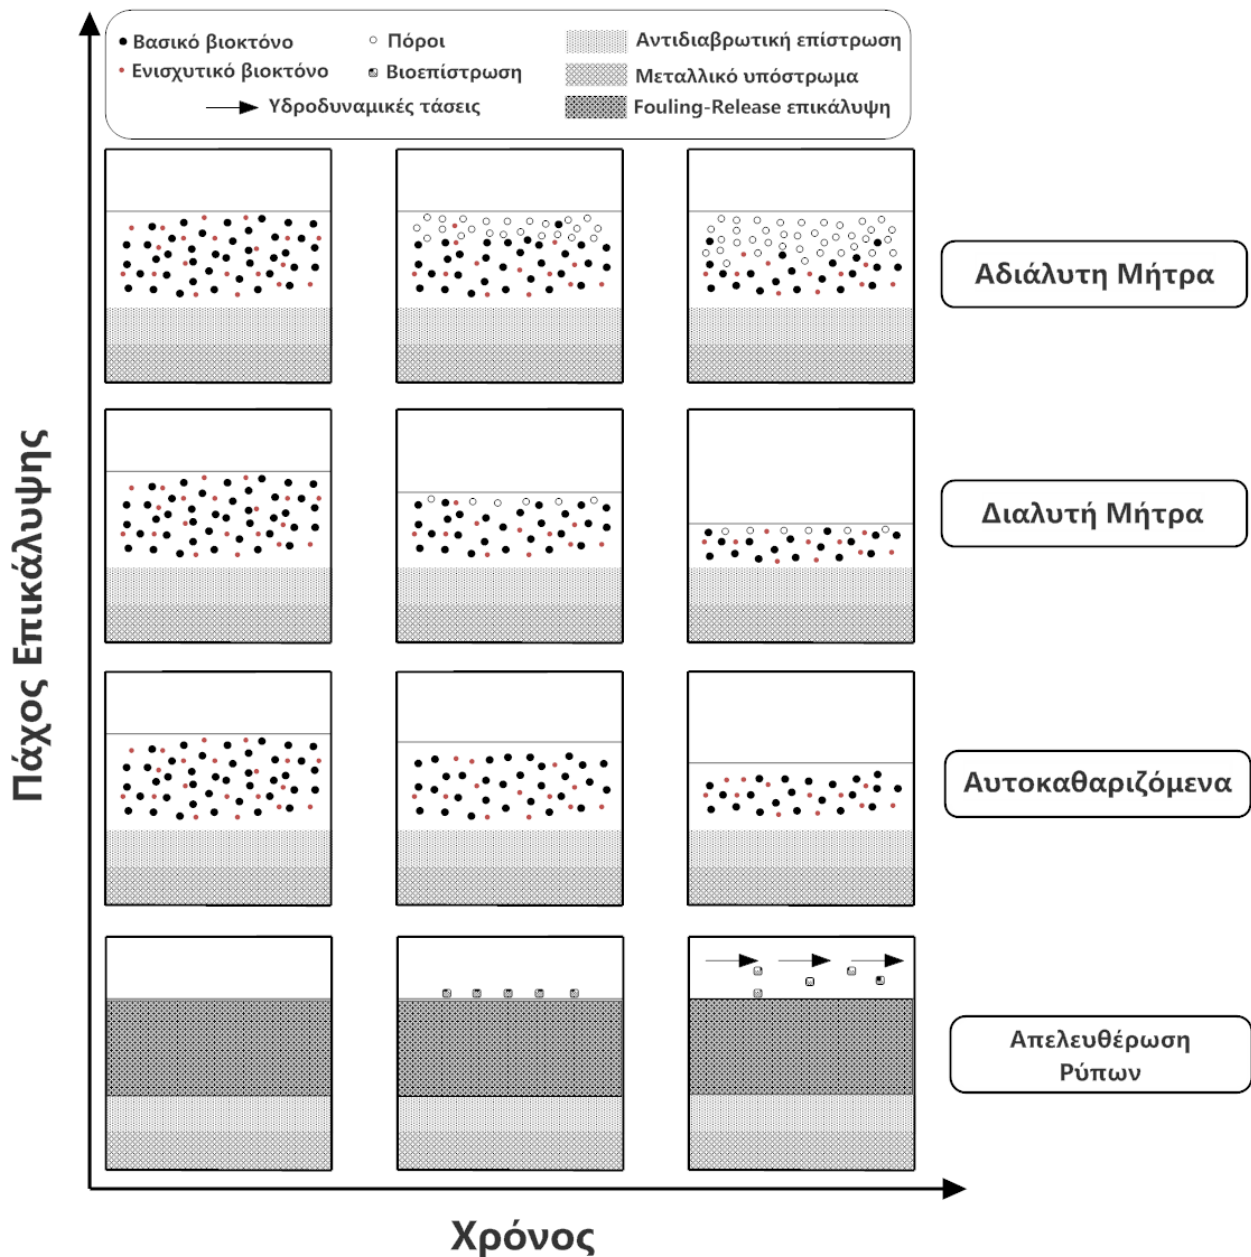 Βασικό βιοκτόνο
Πόροι
Αντιδιαβρωτική επίστρωση
Ενισχυτικό βιοκτόνο
Βιοεπίστρωση
Μεταλλικό υπόστρωμα
Υδροδυναμικές τάσεις
Fouling-Release επικάλυψη
Αδιάλυτη Μήτρα
Διαλυτή Μήτρα
Αυτοκαθαριζόμενα
Απελευθέρωση
Ρύπων
Πάχος Επικάλυψης
Χρόνος